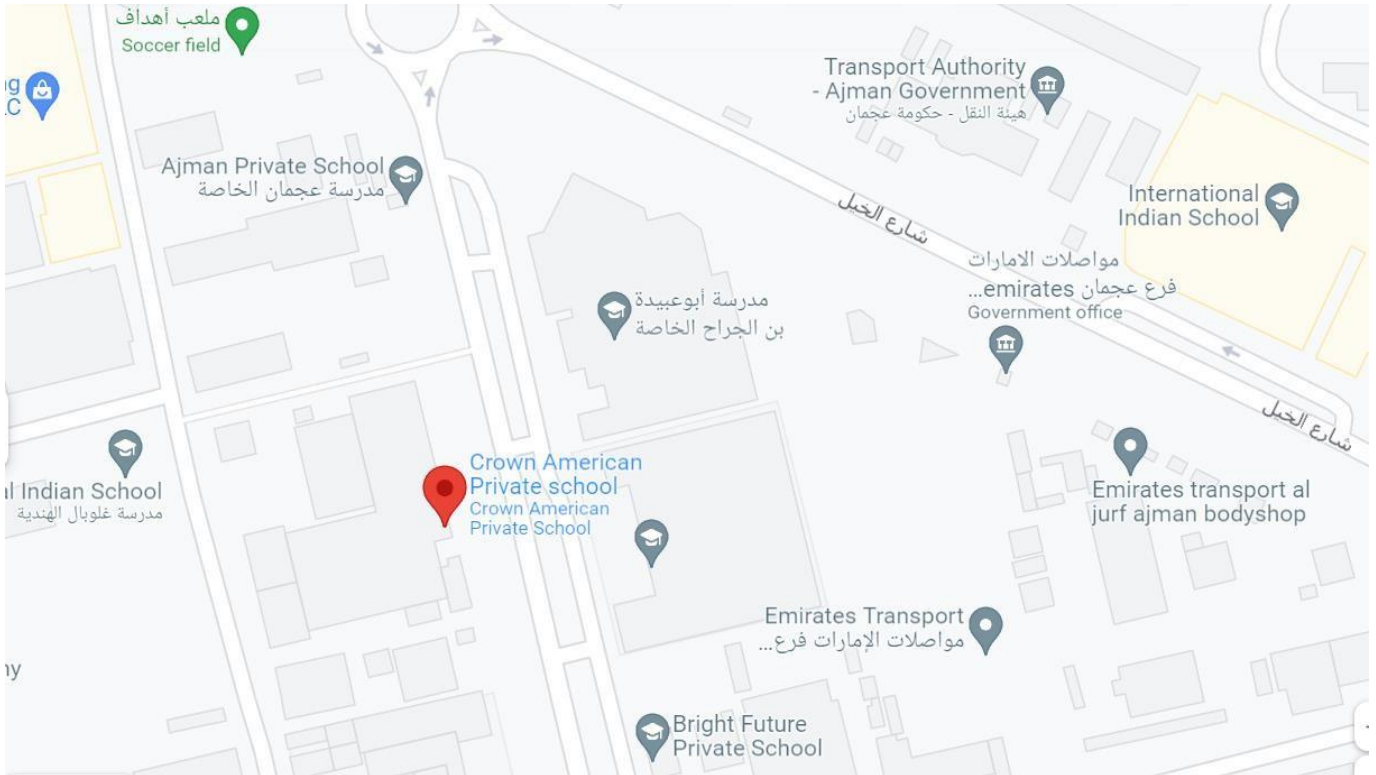 ملعب أهداف
Soccer field
Transport Authority
- Ajman Government
هيئة النقل - حكومة عجمان
Ajman Private School
مدرسة عجمان الخاصة
International
Indian School
شارع الخيل
مواصلات الامارات
فرع عجمان emirates...
Government office
مدرسة أبوعبيدة
بن الجراح الخاصة
شارع الخيل
Crown American
Private school
Crown American
Private School
Indian School
مدرسة غلوبال الهندية
Emirates transport al
jurf ajman bodyshop
Emirates Transport
مواصلات الإمارات فرع...
Bright Future
Private School